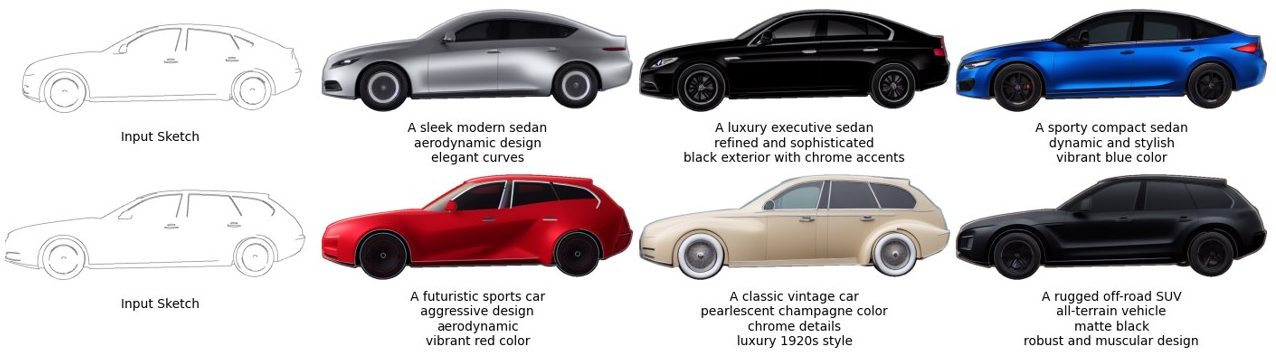 Input Sketch
A sleek modern sedan
aerodynamic design
elegant curves
A luxury executive sedan
refined and sophisticated
black exterior with chrome accents
A sporty compact sedan
dynamic and stylish
vibrant blue color
Input Sketch
A futuristic sports car
aggressive design
aerodynamic
vibrant red color
A classic vintage car
pearlescent champagne color
chrome details
luxury 1920s style
A rugged off-road SUV
all-terrain vehicle
matte black
robust and muscular design